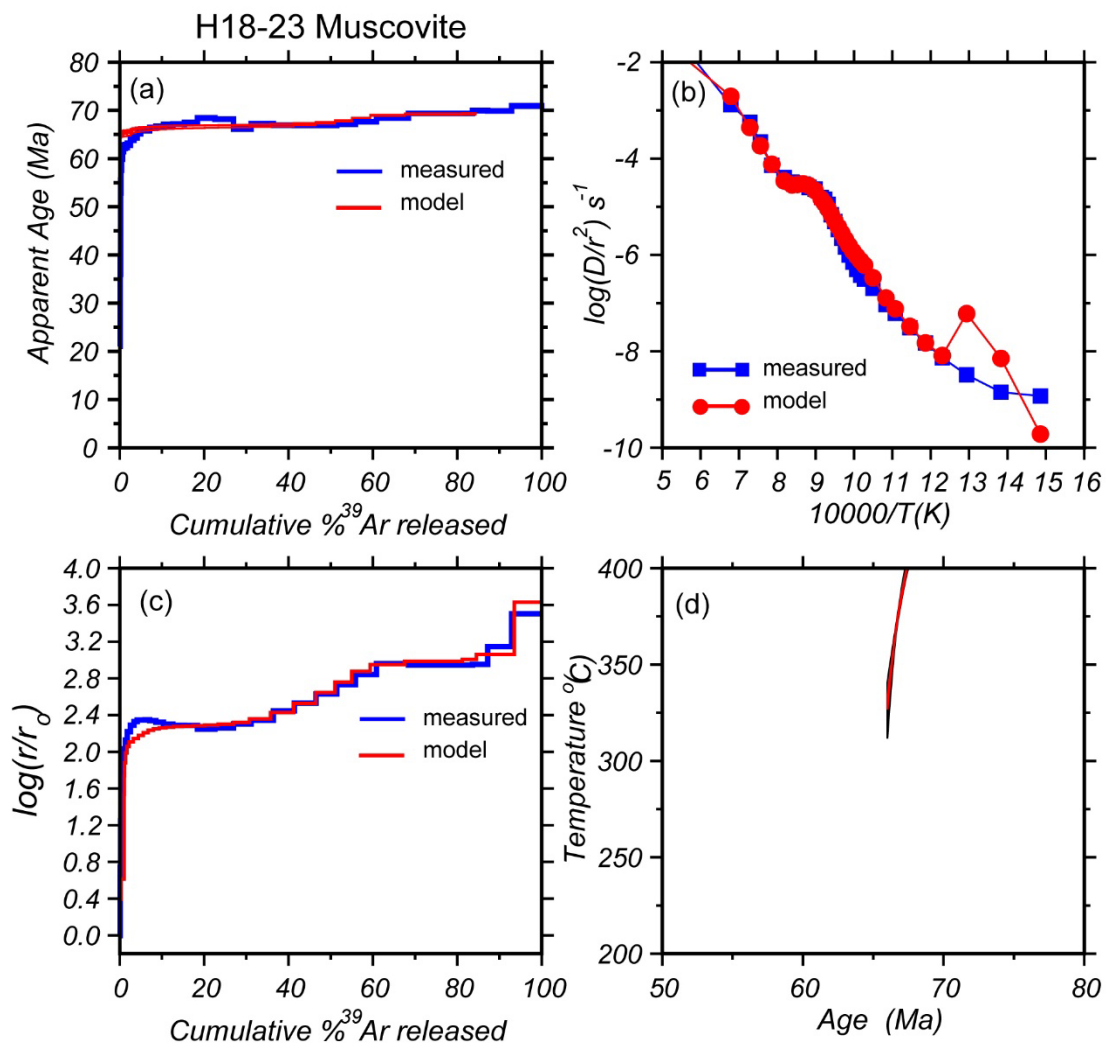 H18-23 Muscovite
(a)
80
70
60
50
40
30
20
10
0
Apparent Age (Ma)
measured
model
0 20 40 60 80 100
Cumulative %³⁹Ar released
(b)
-2
-4
-6
-8
-10
log(D/r²) s⁻¹
measured
model
5 6 7 8 9 10 11 12 13 14 15 16
10000/T(K)
(c)
4.0
3.6
3.2
2.8
2.4
2.0
1.6
1.2
0.8
0.4
0.0
log(r/rₒ)
measured
model
0 20 40 60 80 100
Cumulative %³⁹Ar released
(d)
400
350
300
250
200
Temperature °(C)
50 60 70 80
Age (Ma)